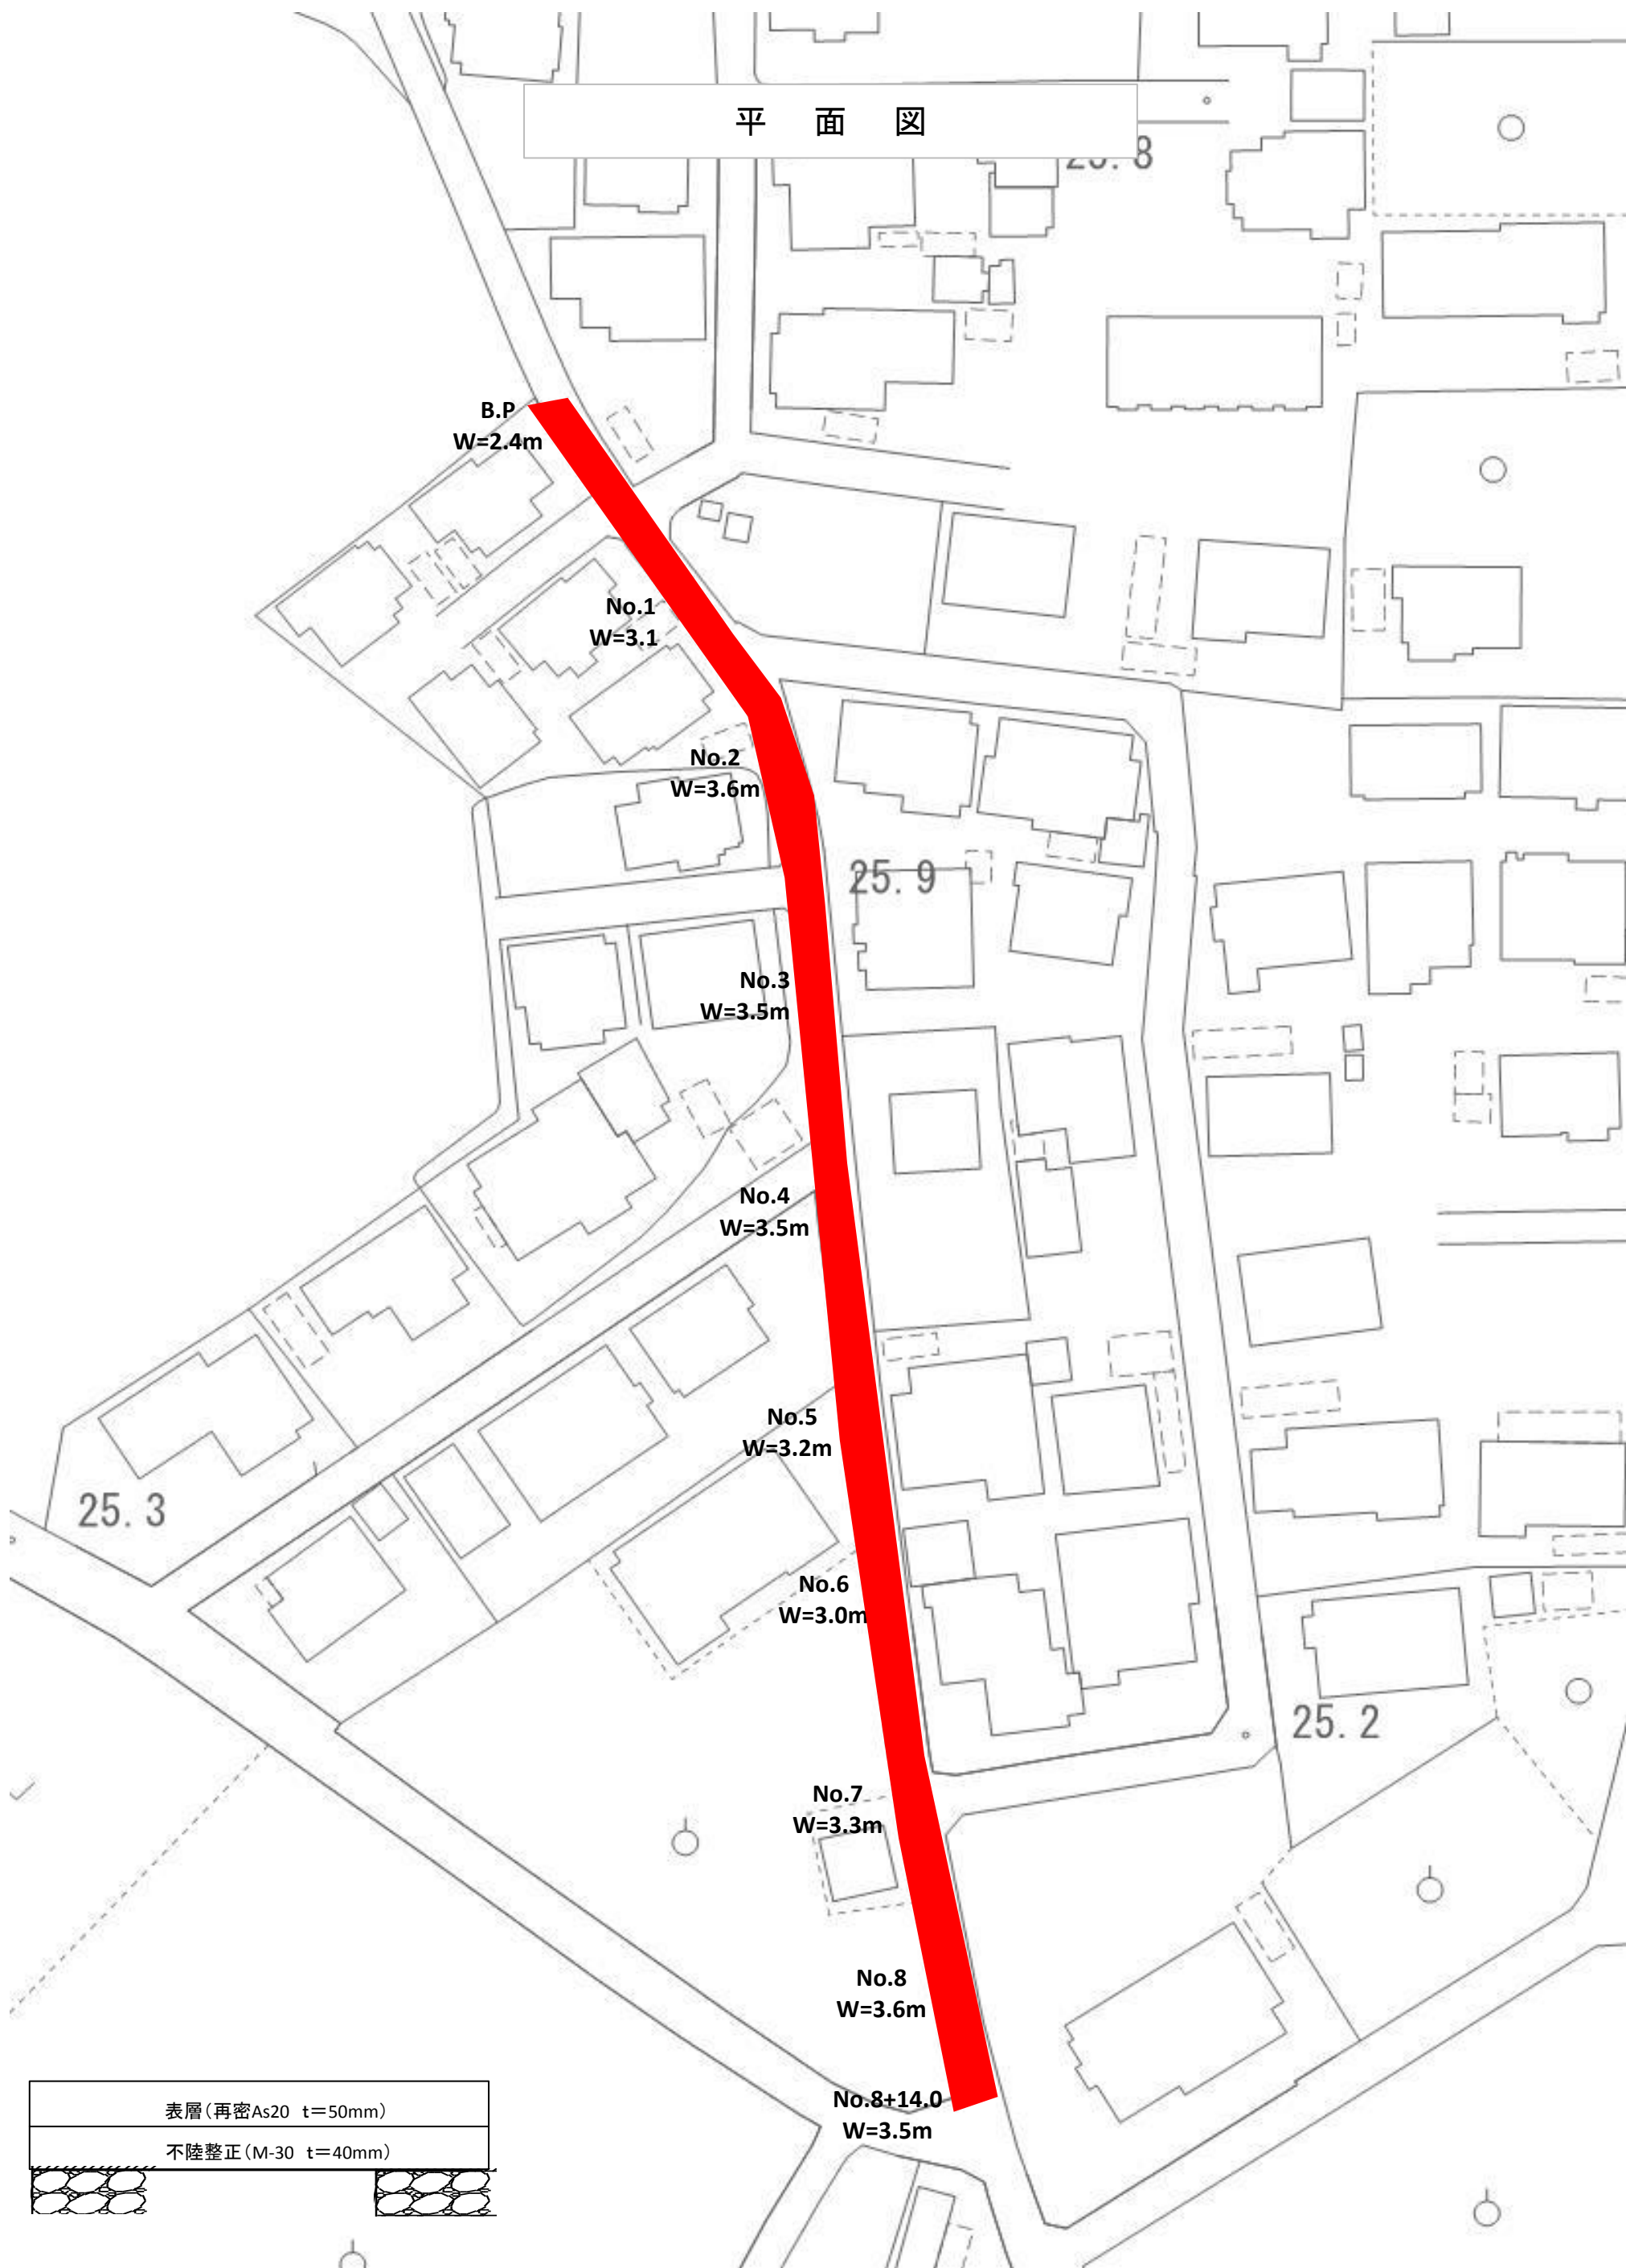 平 面 図
B.P
W=2.4m
No.1
W=3.1
No.2
W=3.6m
25.9
No.3
W=3.5m
No.4
W=3.5m
No.5
W=3.2m
25.3
No.6
W=3.0m
25.2
No.7
W=3.3m
No.8
W=3.6m
No.8+14.0
W=3.5m
表層（再密As20 t＝50mm）
不陸整正（M-30 t＝40mm）